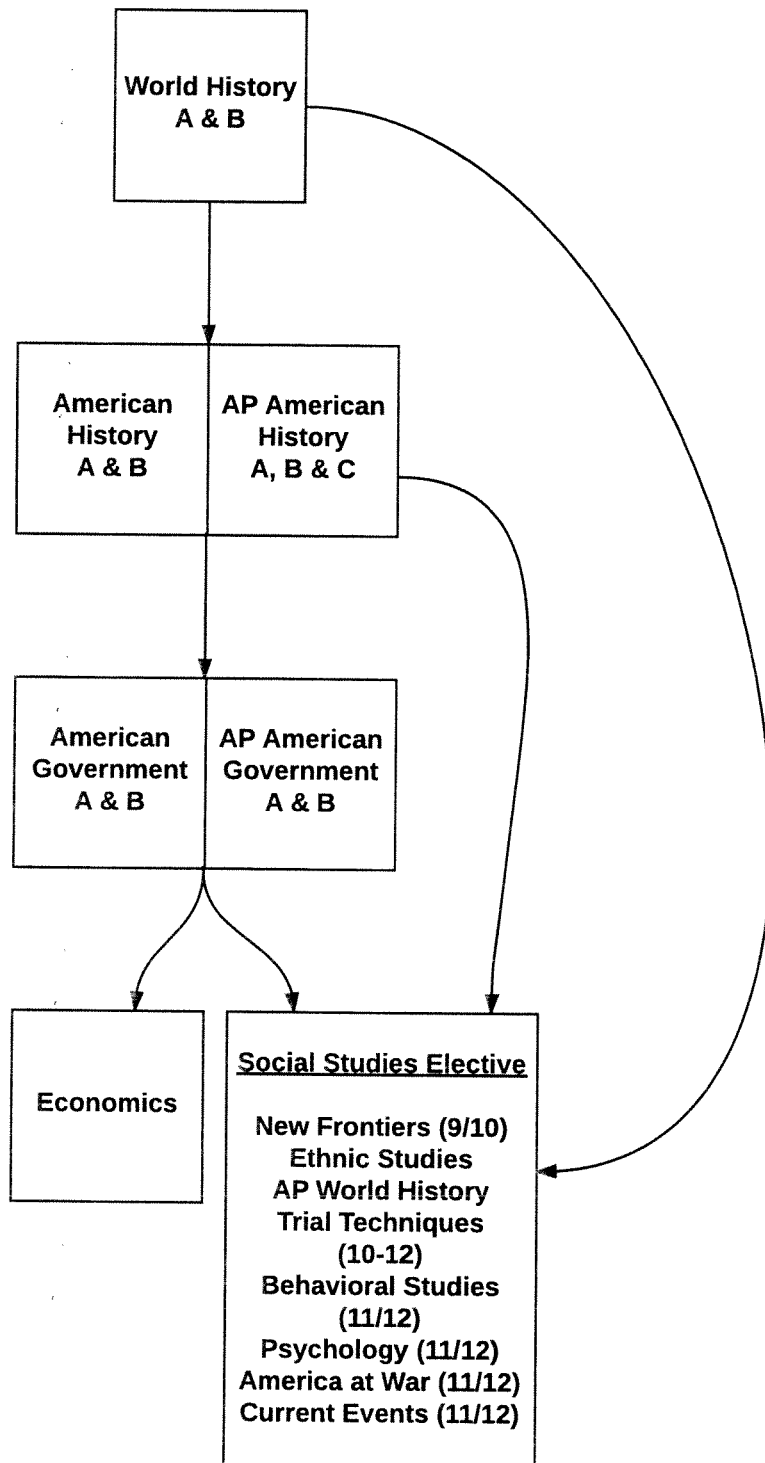 World History
A & B
American
History
A & B
AP American
History
A, B & C
American
Government
A & B
AP American
Government
A & B
Economics
Social Studies Elective
New Frontiers (9/10)
Ethnic Studies
AP World History
Trial Techniques
(10-12)
Behavioral Studies
(11/12)
Psychology (11/12)
America at War (11/12)
Current Events (11/12)